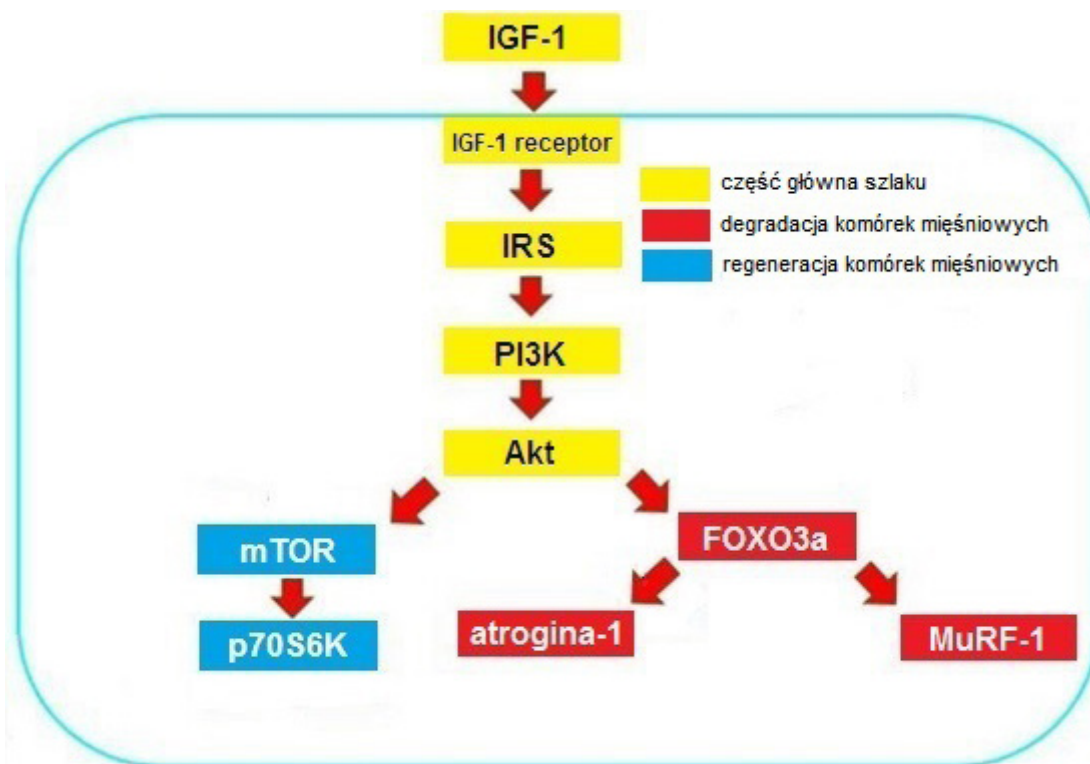 IGF-1
IGF-1 receptor
IRS
PI3K
Akt
mTOR
p70S6K
FOXO3a
atrogina-1
MuRF-1
część główna szlaku
degradacja komórek mięśniowych
regeneracja komórek mięśniowych